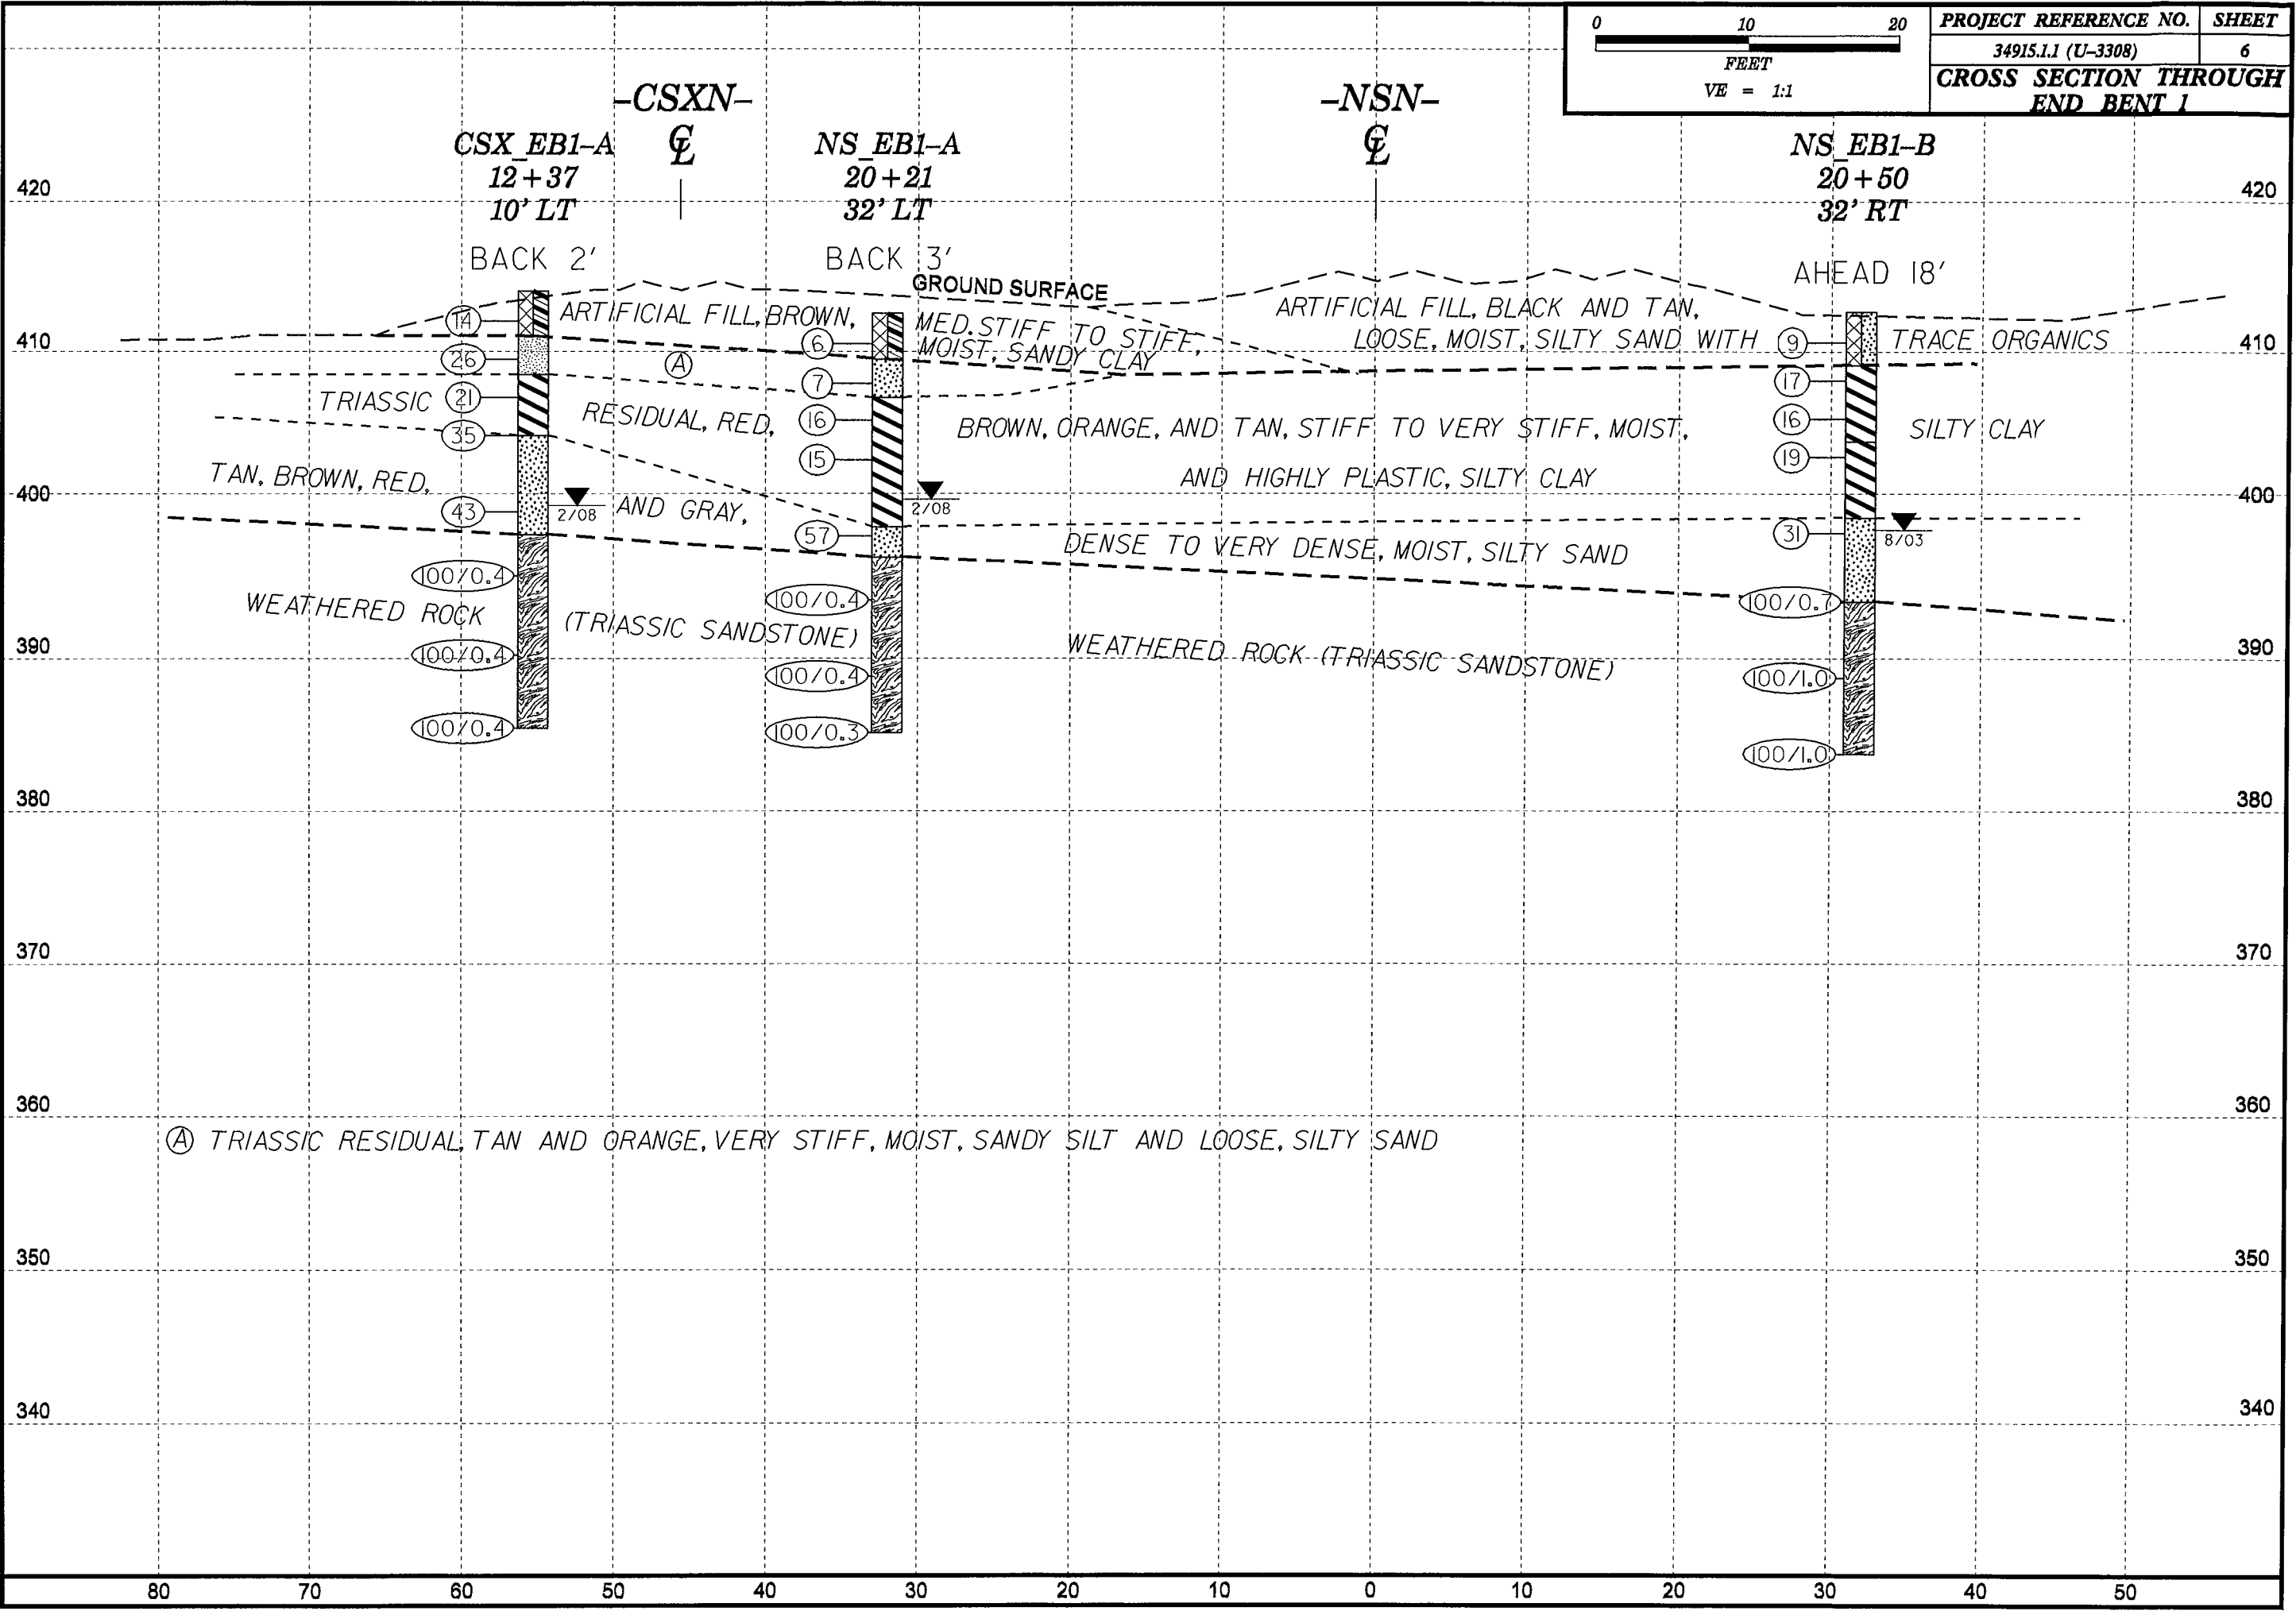 0 10 20
FEET
VE = 1:1
PROJECT REFERENCE NO. SHEET
34915.1.1 (U-3308) 6
CROSS SECTION THROUGH
END BENT 1
-CSXN- -NSN-
CSX_EB1-A NS_EB1-A NS_EB1-B
12+37 20+21 20+50
10' LT 32' LT 32' RT
420 420
BACK 2' BACK 3' AHEAD 18'
GROUND SURFACE
14 ARTIFICIAL FILL, BROWN, MED. STIFF TO STIFF,
MOIST, SANDY CLAY
ARTIFICIAL FILL, BLACK AND TAN,
LOOSE, MOIST, SILTY SAND WITH 9 TRACE ORGANICS
6
410 410
26 A 7 17
TRIASSIC 21 RESIDUAL, RED, 16 BROWN, ORANGE, AND TAN, STIFF TO VERY STIFF, MOIST, 16 SILTY CLAY
35 15 19
AND HIGHLY PLASTIC, SILTY CLAY
TAN, BROWN, RED, AND GRAY,
400 400
43 2/08 2/08
57 31 8/03
DENSE TO VERY DENSE, MOIST, SILTY SAND
100/0.4 100/0.4 100/0.7
WEATHERED ROCK (TRIASSIC SANDSTONE) WEATHERED ROCK (TRIASSIC SANDSTONE)
390 390
100/0.4 100/0.4 100/1.0
100/0.4 100/0.3 100/1.0
380 380
370 370
360 360
A TRIASSIC RESIDUAL, TAN AND ORANGE, VERY STIFF, MOIST, SANDY SILT AND LOOSE, SILTY SAND
350 350
340 340
80 70 60 50 40 30 20 10 0 10 20 30 40 50